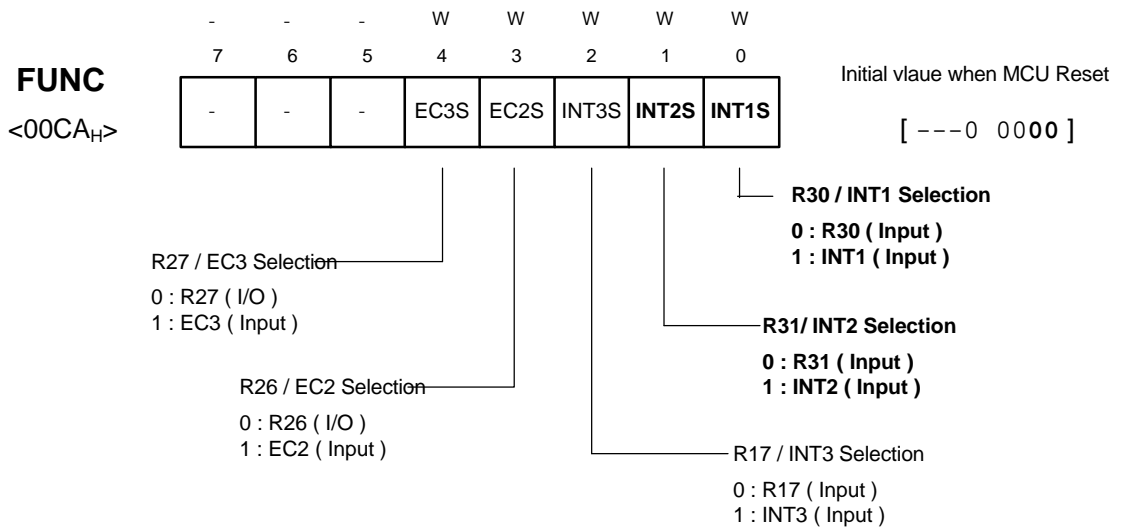 - - - W W W W W
7 6 5 4 3 2 1 0
FUNC
<00CAH>
- - - EC3S EC2S INT3S INT2S INT1S
Initial vlaue when MCU Reset
[ ---0 0000 ]
R30 / INT1 Selection
0 : R30 ( Input )
1 : INT1 ( Input )
R27 / EC3 Selection
0 : R27 ( I/O )
1 : EC3 ( Input )
R31/ INT2 Selection
0 : R31 ( Input )
1 : INT2 ( Input )
R26 / EC2 Selection
0 : R26 ( I/O )
1 : EC2 ( Input )
R17 / INT3 Selection
0 : R17 ( Input )
1 : INT3 ( Input )